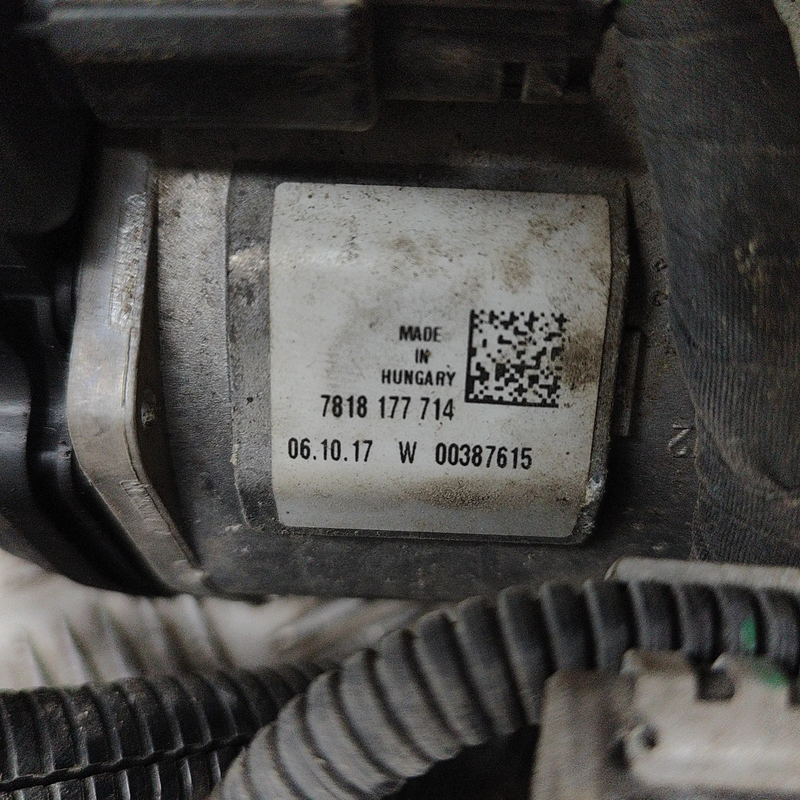 MADE
IN
HUNGARY
7818 177 714
06.10.17 W 00387615